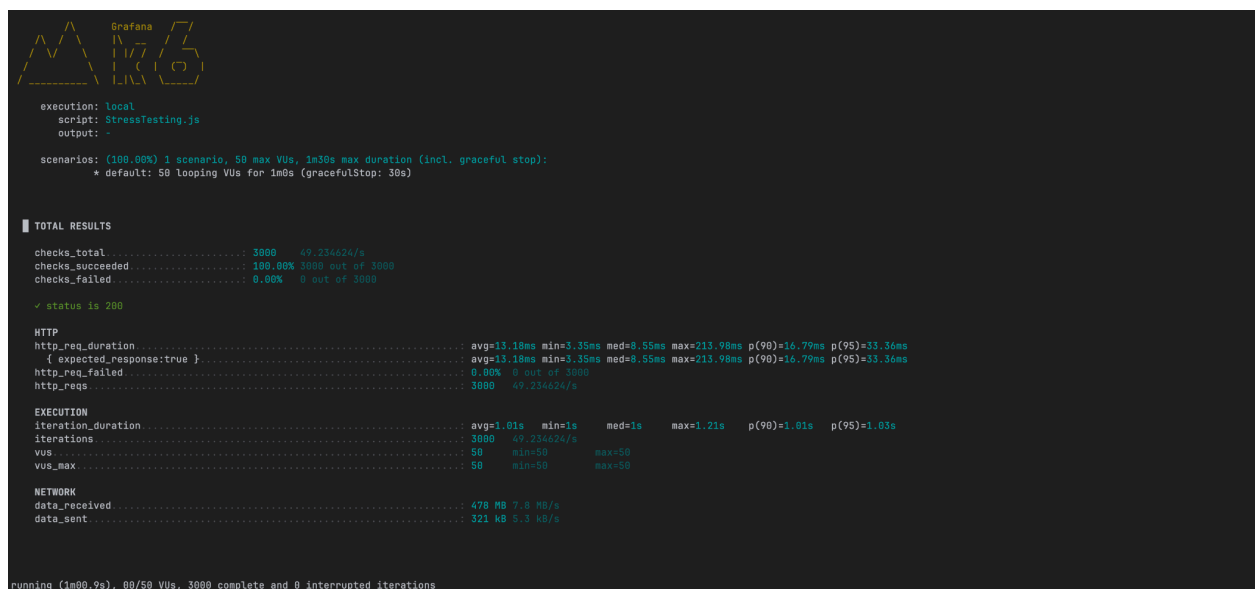 Grafana
execution: local
script: StressTesting.js
output: -
scenarios: (100.00%) 1 scenario, 50 max VUs, 1m30s max duration (incl. graceful stop):
* default: 50 looping VUs for 1m0s (gracefulStop: 30s)
TOTAL RESULTS
checks_total.......................: 3000 49.234624/s
checks_succeeded...................: 100.00% 3000 out of 3000
checks_failed......................: 0.00% 0 out of 3000
✓ status is 200
HTTP
http_req_duration.......................................................: avg=13.18ms min=3.35ms med=8.55ms max=213.98ms p(90)=16.79ms p(95)=33.36ms
{ expected_response:true }............................................: avg=13.18ms min=3.35ms med=8.55ms max=213.98ms p(90)=16.79ms p(95)=33.36ms
http_req_failed.........................................................: 0.00% 0 out of 3000
http_reqs...............................................................: 3000 49.234624/s
EXECUTION
iteration_duration......................................................: avg=1.01s min=1s med=1s max=1.21s p(90)=1.01s p(95)=1.03s
iterations..............................................................: 3000 49.234624/s
vus.....................................................................: 50 min=50 max=50
vus_max.................................................................: 50 min=50 max=50
NETWORK
data_received...........................................................: 478 MB 7.8 MB/s
data_sent...............................................................: 321 kB 5.3 kB/s
running (1m00.9s), 00/50 VUs, 3000 complete and 0 interrupted iterations